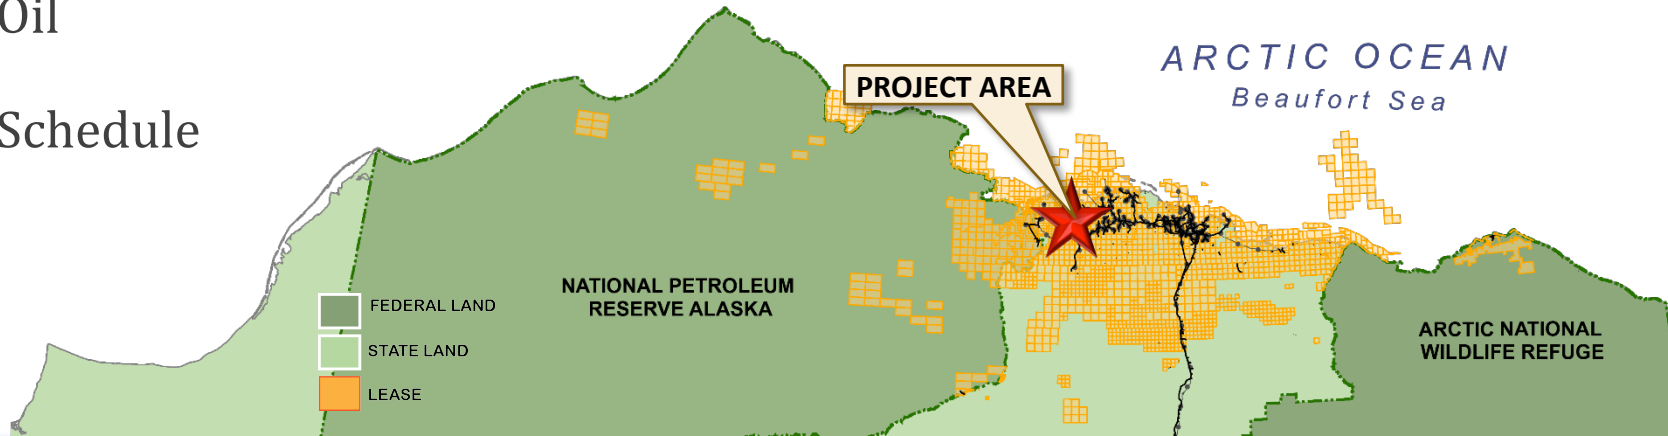 Oil
Schedule
ARCTIC OCEAN
Beaufort Sea
PROJECT AREA
NATIONAL PETROLEUM
RESERVE ALASKA
FEDERAL LAND
STATE LAND
LEASE
ARCTIC NATIONAL
WILDLIFE REFUGE